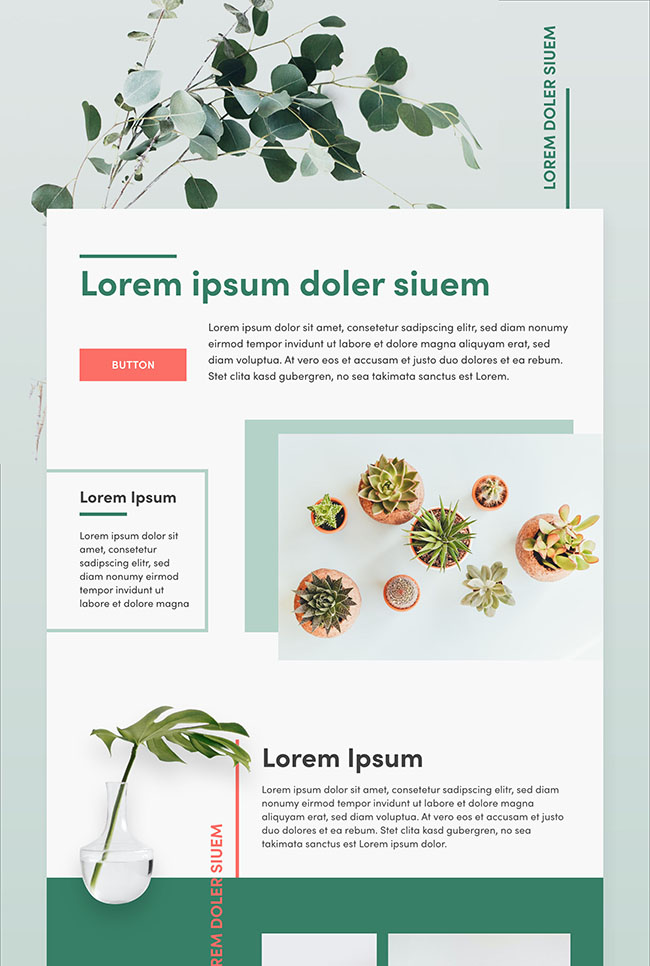 LOREM DOLER SIUEM
Lorem ipsum doler siuem
Lorem ipsum dolor sit amet, consetetur sadipscing elitr, sed diam nonumy
eirmod tempor invidunt ut labore et dolore magna
aliquyam erat, sed
diam voluptua. At vero eos et accusam et justo duo dolores et ea rebum.
Stet clita kasd gubergren, no sea takimata sanctus est Lorem.
BUTTON
Lorem Ipsum
Lorem ipsum dolor sit
amet, consetetur
sadipscing elitr, sed
diam nonumy eirmod
tempor invidunt ut
labore et dolore magna
Lorem Ipsum
Lorem ipsum dolor sit amet, consetetur sadipscing elitr, sed diam
nonumy eirmod tempor invidunt ut labore et dolore magna
aliquyam erat, sed diam voluptua. At vero eos et accusam et justo
duo dolores et ea rebum. Stet clita kasd gubergren, no sea
takimata sanctus est Lorem ipsum dolor.
REM DOLER SIUEM